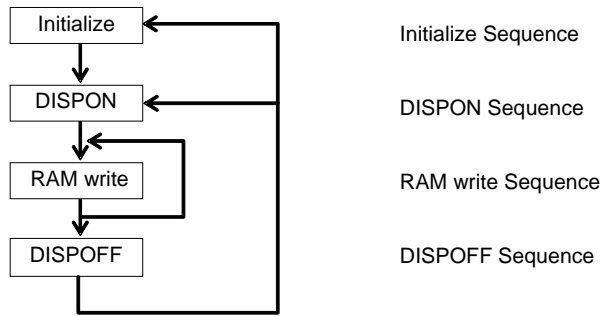 Initialize
Initialize Sequence
DISPON
DISPON Sequence
RAM write
RAM write Sequence
DISPOFF
DISPOFF Sequence